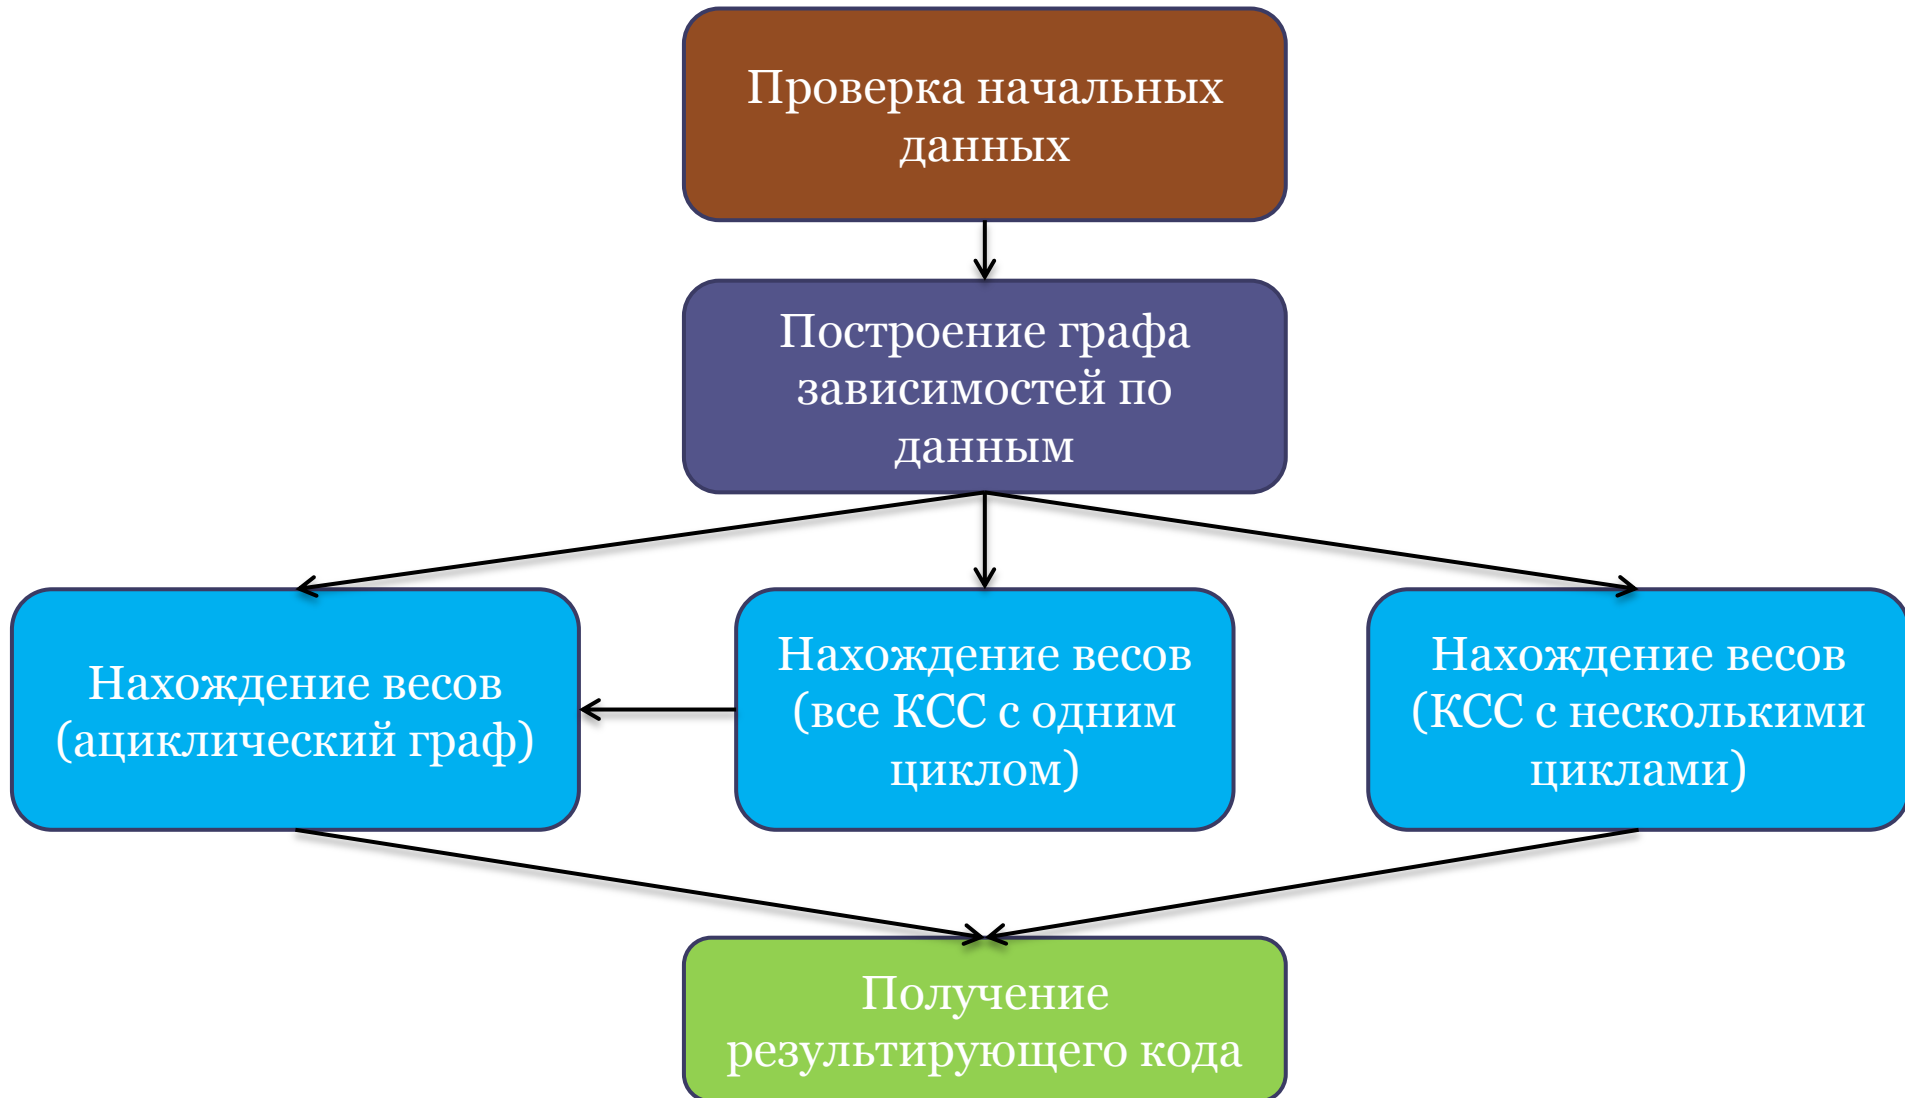 Проверка начальных
данных
Построение графа
зависимостей по
данным
Нахождение весов
(ациклический граф)
Нахождение весов
(все КСС с одним
циклом)
Нахождение весов
(КСС с несколькими
циклами)
Получение
результирующего кода